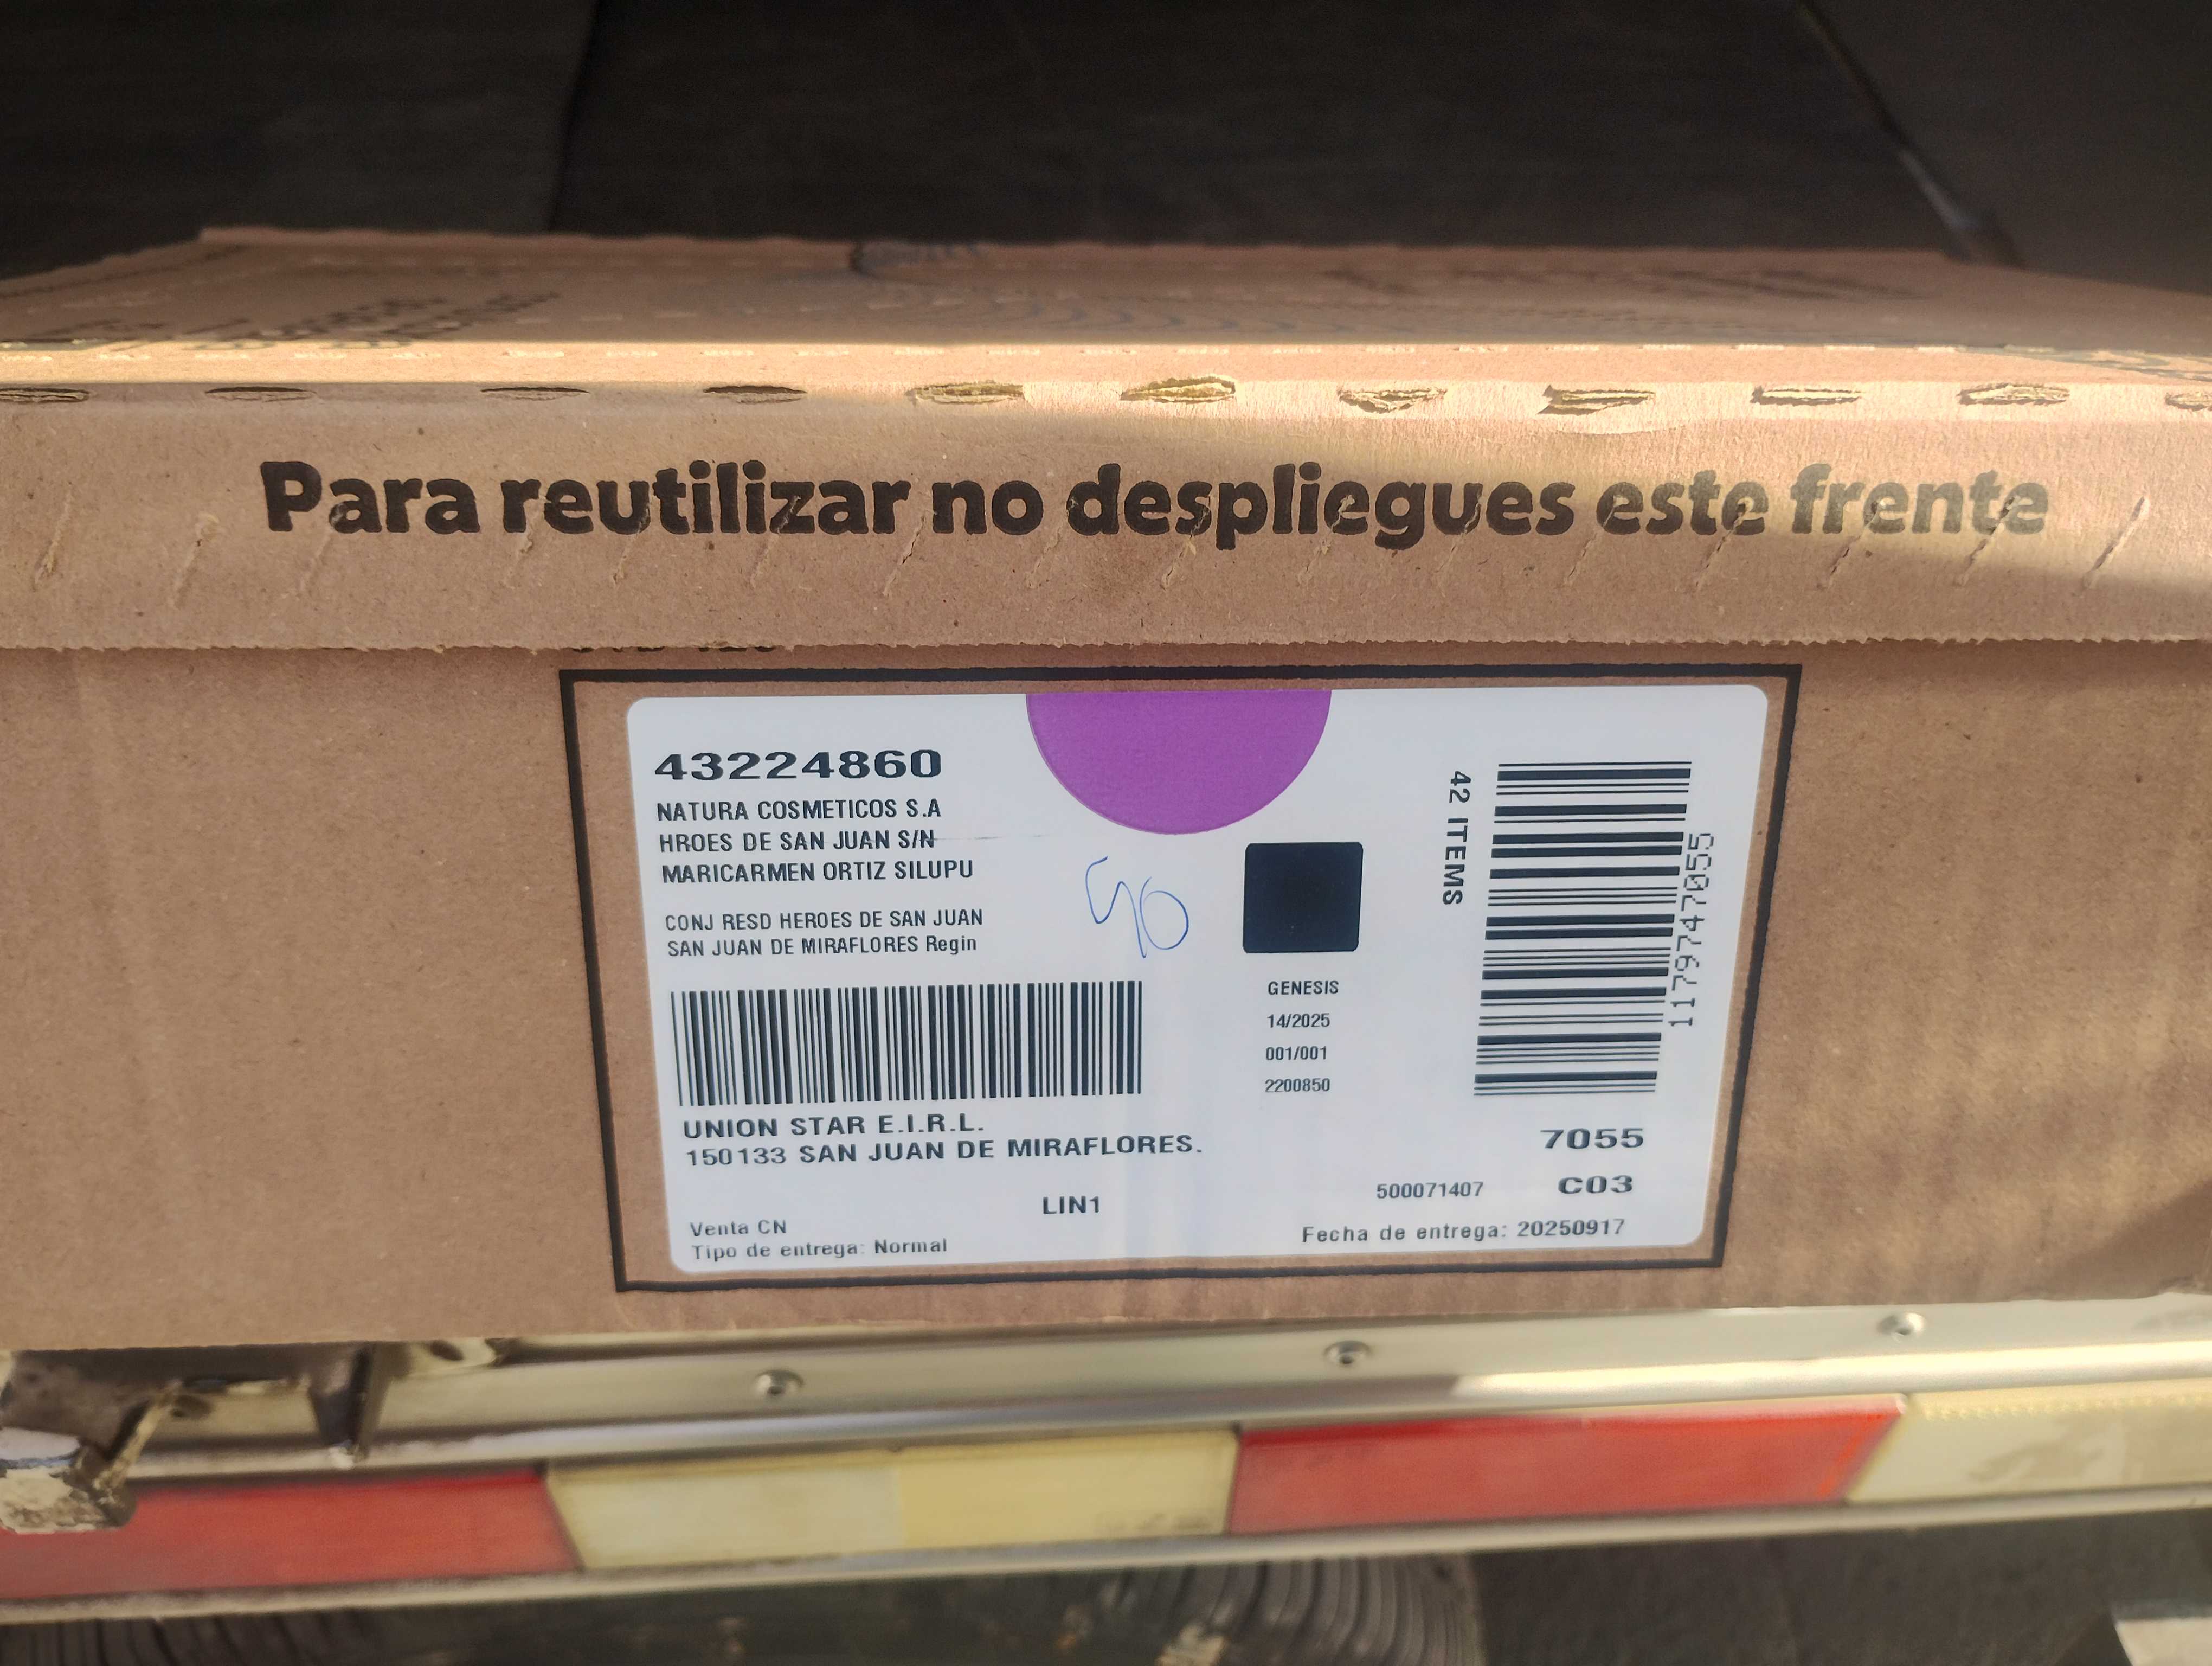 Para reutilizar no despliegues este frente
43224860
NATURA COSMETICOS S.A
HROES DE SAN JUAN S/N
MARICARMEN ORTIZ SILUPU
CONJ RESD HEROES DE SAN JUAN
SAN JUAN DE MIRAFLORES Regin
UNION STAR E.I.R.L.
150133 SAN JUAN DE MIRAFLORES.
LIN1
Venta CN
Tipo de entrega: Normal
GENESIS
14/2025
001/001
2200850
42 ITEMS
1179747055
7055
500071407 C03
Fecha de entrega: 20250917